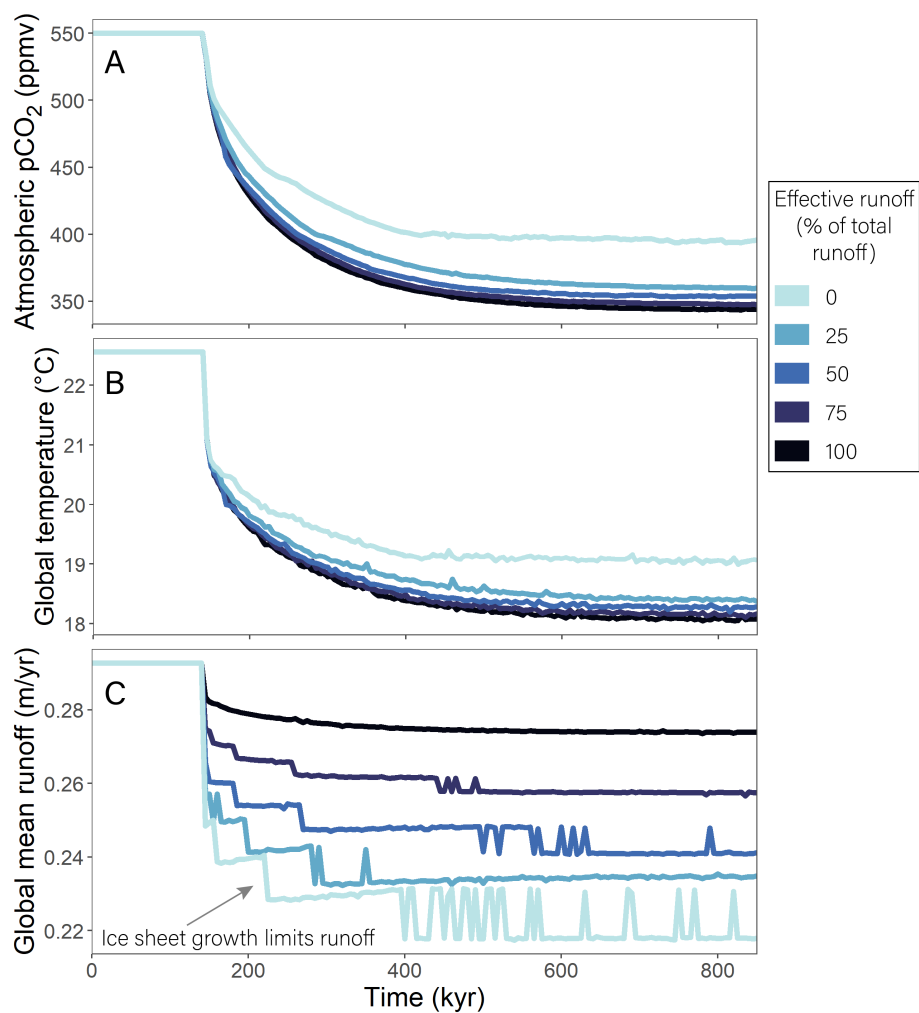 A
Atmospheric pCO2 (ppmv)
550
500
450
400
350
B
Global temperature (°C)
22
21
20
19
18
C
Global mean runoff (m/yr)
0.28
0.26
0.24
0.22
Ice sheet growth limits runoff
0
200
400
600
800
Time (kyr)
Effective runoff
(% of total
runoff)
0
25
50
75
100